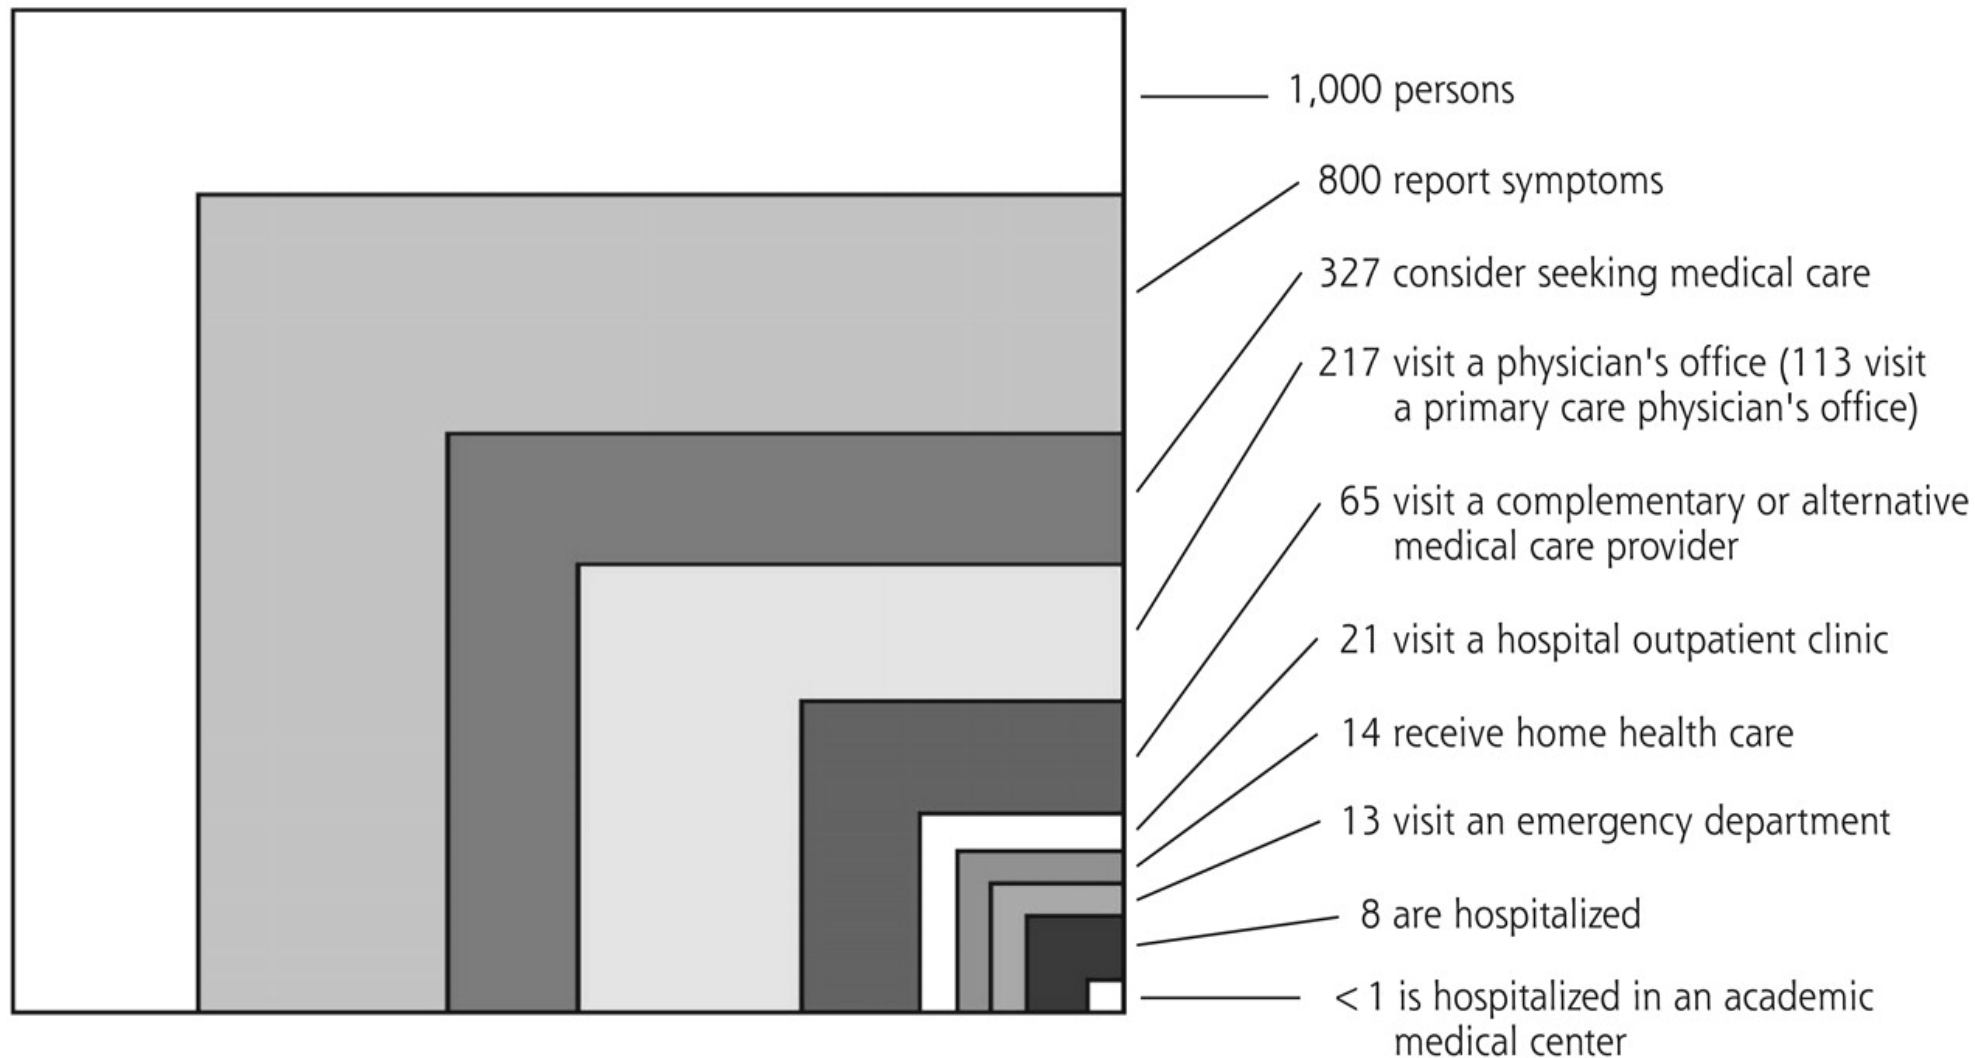 1,000 persons
800 report symptoms
327 consider seeking medical care
217 visit a physician's office (113 visit
a primary care physician's office)
65 visit a complementary or alternative
medical care provider
21 visit a hospital outpatient clinic
14 receive home health care
13 visit an emergency department
8 are hospitalized
<1 is hospitalized in an academic
medical center